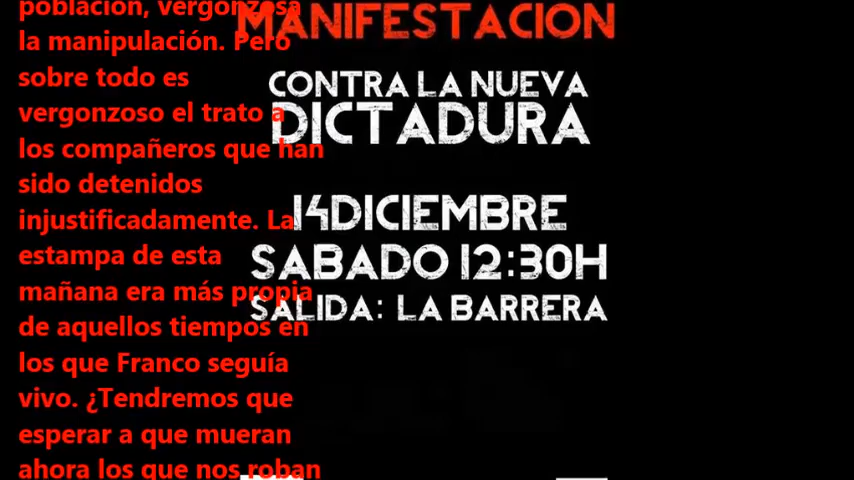 población, vergonzosa
la manipulación. Pero
sobre todo es
vergonzoso el trato a
los compañeros que han
sido detenidos
injustificadamente. La
estampa de esta
mañana era más propia
de aquellos tiempos en
los que Franco seguía
vivo. ¿Tendremos que
esperar a que mueran
ahora los que nos roban
MANIFESTACION
CONTRA LA NUEVA
DICTADURA
14DICIEMBRE
SABADO 12:30H
SALIDA: LA BARRERA